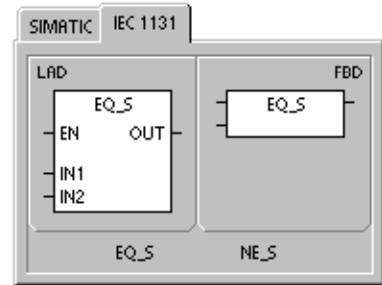 SIMATIC IEC 1131
LAD FBD
EQ_S EQ_S
EN OUT
IN1
IN2
EQ_S NE_S